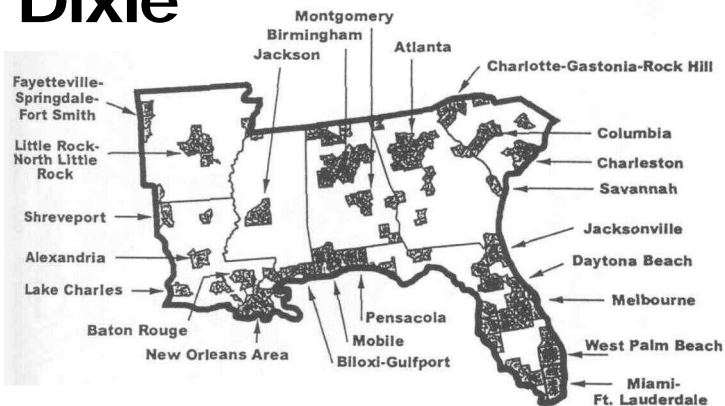 Dixie
Montgomery
Birmingham
Jackson
Atlanta
Charlotte-Gastonia-Rock Hill
Fayetteville-
Springdale-
Fort Smith
Little Rock-
North Little
Rock
Columbia
Charleston
Savannah
Shreveport
Jacksonville
Alexandria
Daytona Beach
Lake Charles
Melbourne
Baton Rouge
Pensacola
New Orleans Area
Mobile
Biloxi-Gulfport
West Palm Beach
Miami-
Ft. Lauderdale